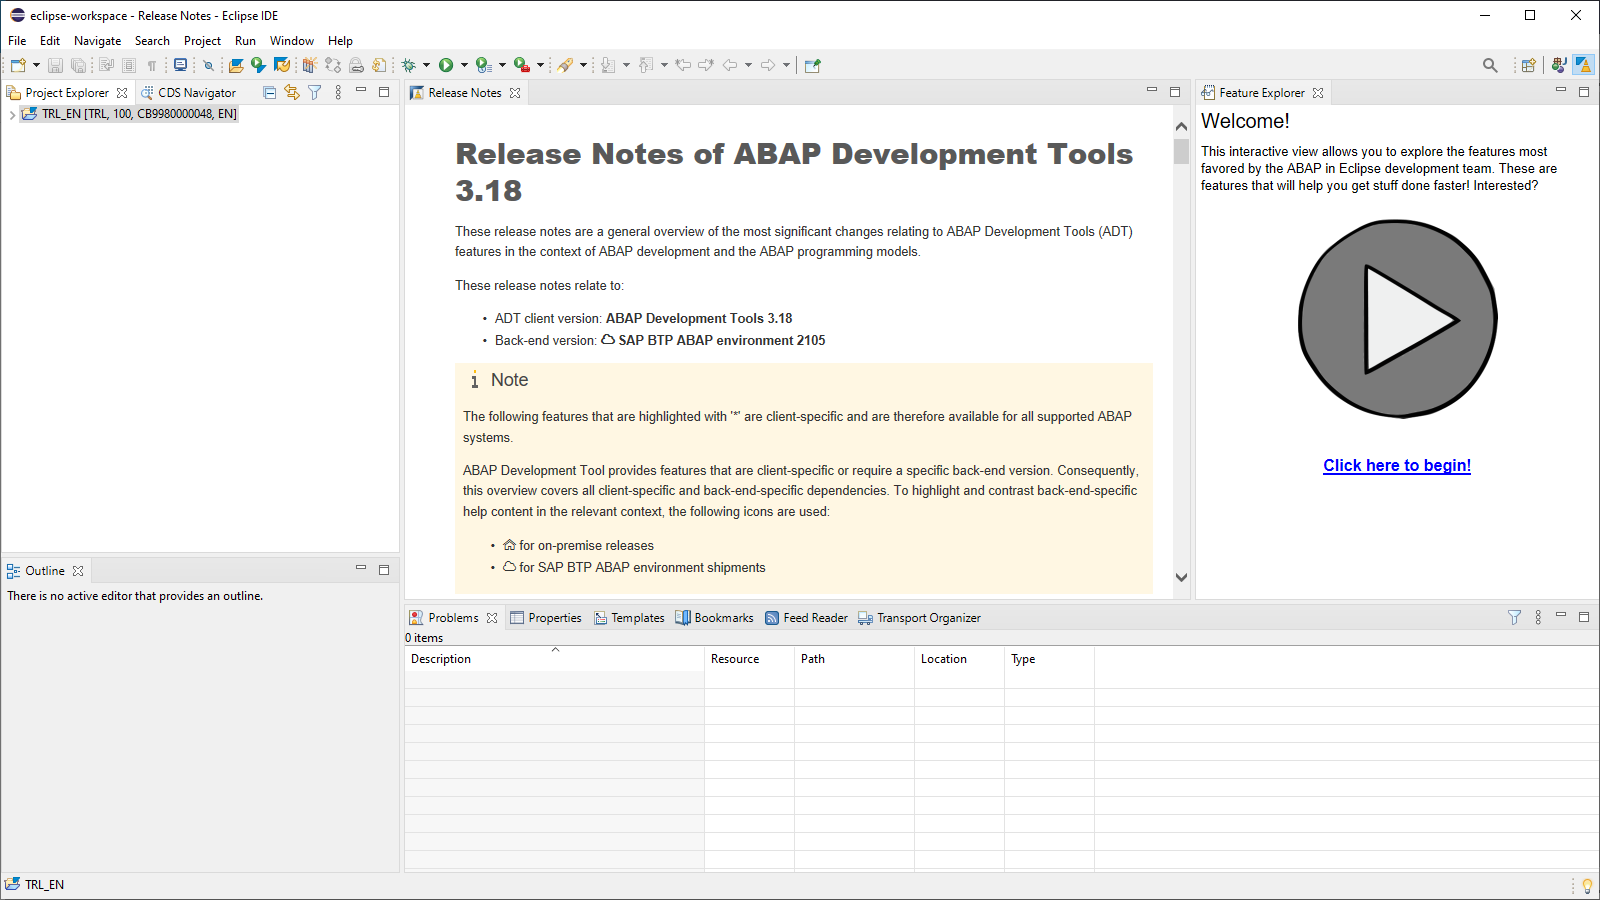 eclipse-workspace - Release Notes - Eclipse IDE
File Edit Navigate Search Project Run Window Help
Project Explorer
CDS Navigator
TRL_EN [TRL, 100, CB9980000048, EN]
Release Notes
Release Notes of ABAP Development Tools
3.18
These release notes are a general overview of the most significant changes relating to ABAP Development Tools (ADT)
features in the context of ABAP development and the ABAP programming models.
These release notes relate to:
• ADT client version: ABAP Development Tools 3.18
• Back-end version: SAP BTP ABAP environment 2105
Note
The following features that are highlighted with '*' are client-specific and are therefore available for all supported ABAP
systems.
ABAP Development Tool provides features that are client-specific or require a specific back-end version. Consequently,
this overview covers all client-specific and back-end-specific dependencies. To highlight and contrast back-end-specific
help content in the relevant context, the following icons are used:
• for on-premise releases
• for SAP BTP ABAP environment shipments
Feature Explorer
Welcome!
This interactive view allows you to explore the features most
favored by the ABAP in Eclipse development team. These are
features that will help you get stuff done faster! Interested?
Click here to begin!
Outline
There is no active editor that provides an outline.
Problems Properties Templates Bookmarks Feed Reader Transport Organizer
0 items
Description Resource Path Location Type
TRL_EN